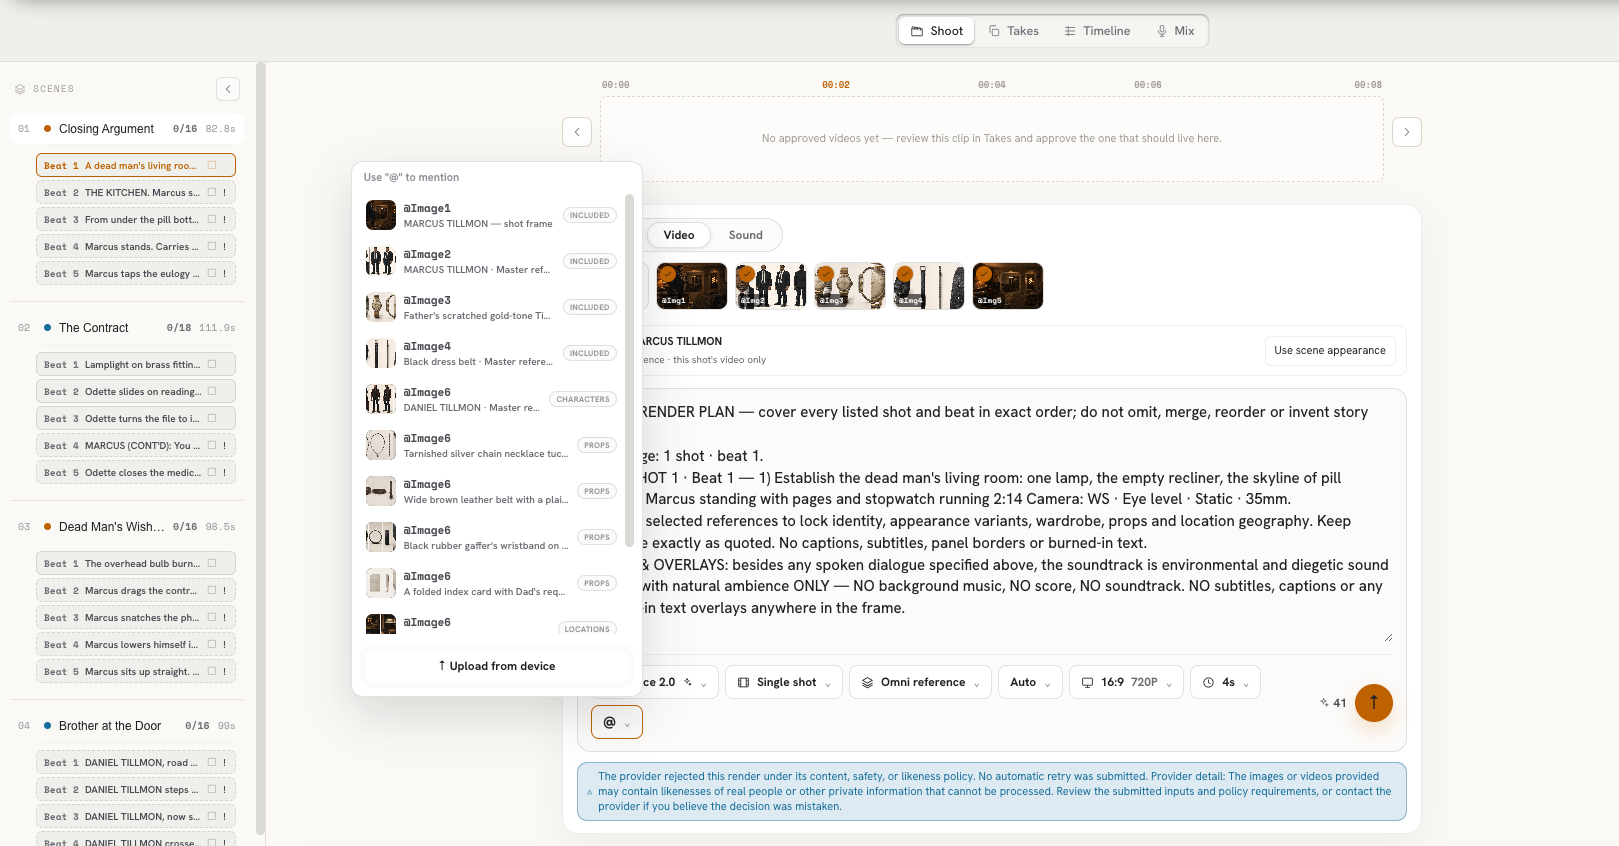 Shoot
Takes
Timeline
Mix
SCENES
01 Closing Argument 0/16 82.8s
Beat 1 A dead man's living roo...
Beat 2 THE KITCHEN. Marcus s... !
Beat 3 From under the pill bott... !
Beat 4 Marcus stands. Carries ... !
Beat 5 Marcus taps the eulogy ... !
02 The Contract 0/18 111.9s
Beat 1 Lamplight on brass fittin...
Beat 2 Odette slides on reading...
Beat 3 Odette turns the file to i...
Beat 4 MARCUS (CONT'D): You ... !
Beat 5 Odette closes the medic... !
03 Dead Man's Wish... 0/16 98.5s
Beat 1 The overhead bulb burn...
Beat 2 Marcus drags the contr... !
Beat 3 Marcus snatches the ph... !
Beat 4 Marcus lowers himself i... !
Beat 5 Marcus sits up straight. ... !
04 Brother at the Door 0/16 99s
Beat 1 DANIEL TILLMON, road ... !
Beat 2 DANIEL TILLMON steps ... !
Beat 3 DANIEL TILLMON, now s... !
Beat 4 DANIEL TILLMON crosse... !
00:00 00:02 00:04 00:06 00:08
No approved videos yet — review this clip in Takes and approve the one that should live here.
Use "@" to mention
@Image1
MARCUS TILLMON — shot frame
INCLUDED
@Image2
MARCUS TILLMON · Master ref...
INCLUDED
@Image3
Father's scratched gold-tone Ti...
INCLUDED
@Image4
Black dress belt · Master refere...
INCLUDED
@Image6
DANIEL TILLMON · Master re...
CHARACTERS
@Image6
Tarnished silver chain necklace tuc...
PROPS
@Image6
Wide brown leather belt with a plai...
PROPS
@Image6
Black rubber gaffer's wristband on ...
PROPS
@Image6
A folded index card with Dad's req...
PROPS
@Image6
LOCATIONS
↑ Upload from device
Video
Sound
@Img1
@Img2
@Img3
@Img4
@Img5
ARCUS TILLMON
ence · this shot's video only
Use scene appearance
RENDER PLAN — cover every listed shot and beat in exact order; do not omit, merge, reorder or invent story
ge: 1 shot · beat 1.
HOT 1 · Beat 1 — 1) Establish the dead man's living room: one lamp, the empty recliner, the skyline of pill
Marcus standing with pages and stopwatch running 2:14 Camera: WS · Eye level · Static · 35mm.
selected references to lock identity, appearance variants, wardrobe, props and location geography. Keep
e exactly as quoted. No captions, subtitles, panel borders or burned-in text.
& OVERLAYS: besides any spoken dialogue specified above, the soundtrack is environmental and diegetic sound
with natural ambience ONLY — NO background music, NO score, NO soundtrack. NO subtitles, captions or any
-in text overlays anywhere in the frame.
ce 2.0
Single shot
Omni reference
Auto
16:9 720P
4s
41
@
The provider rejected this render under its content, safety, or likeness policy. No automatic retry was submitted. Provider detail: The images or videos provided
may contain likenesses of real people or other private information that cannot be processed. Review the submitted inputs and policy requirements, or contact the
provider if you believe the decision was mistaken.